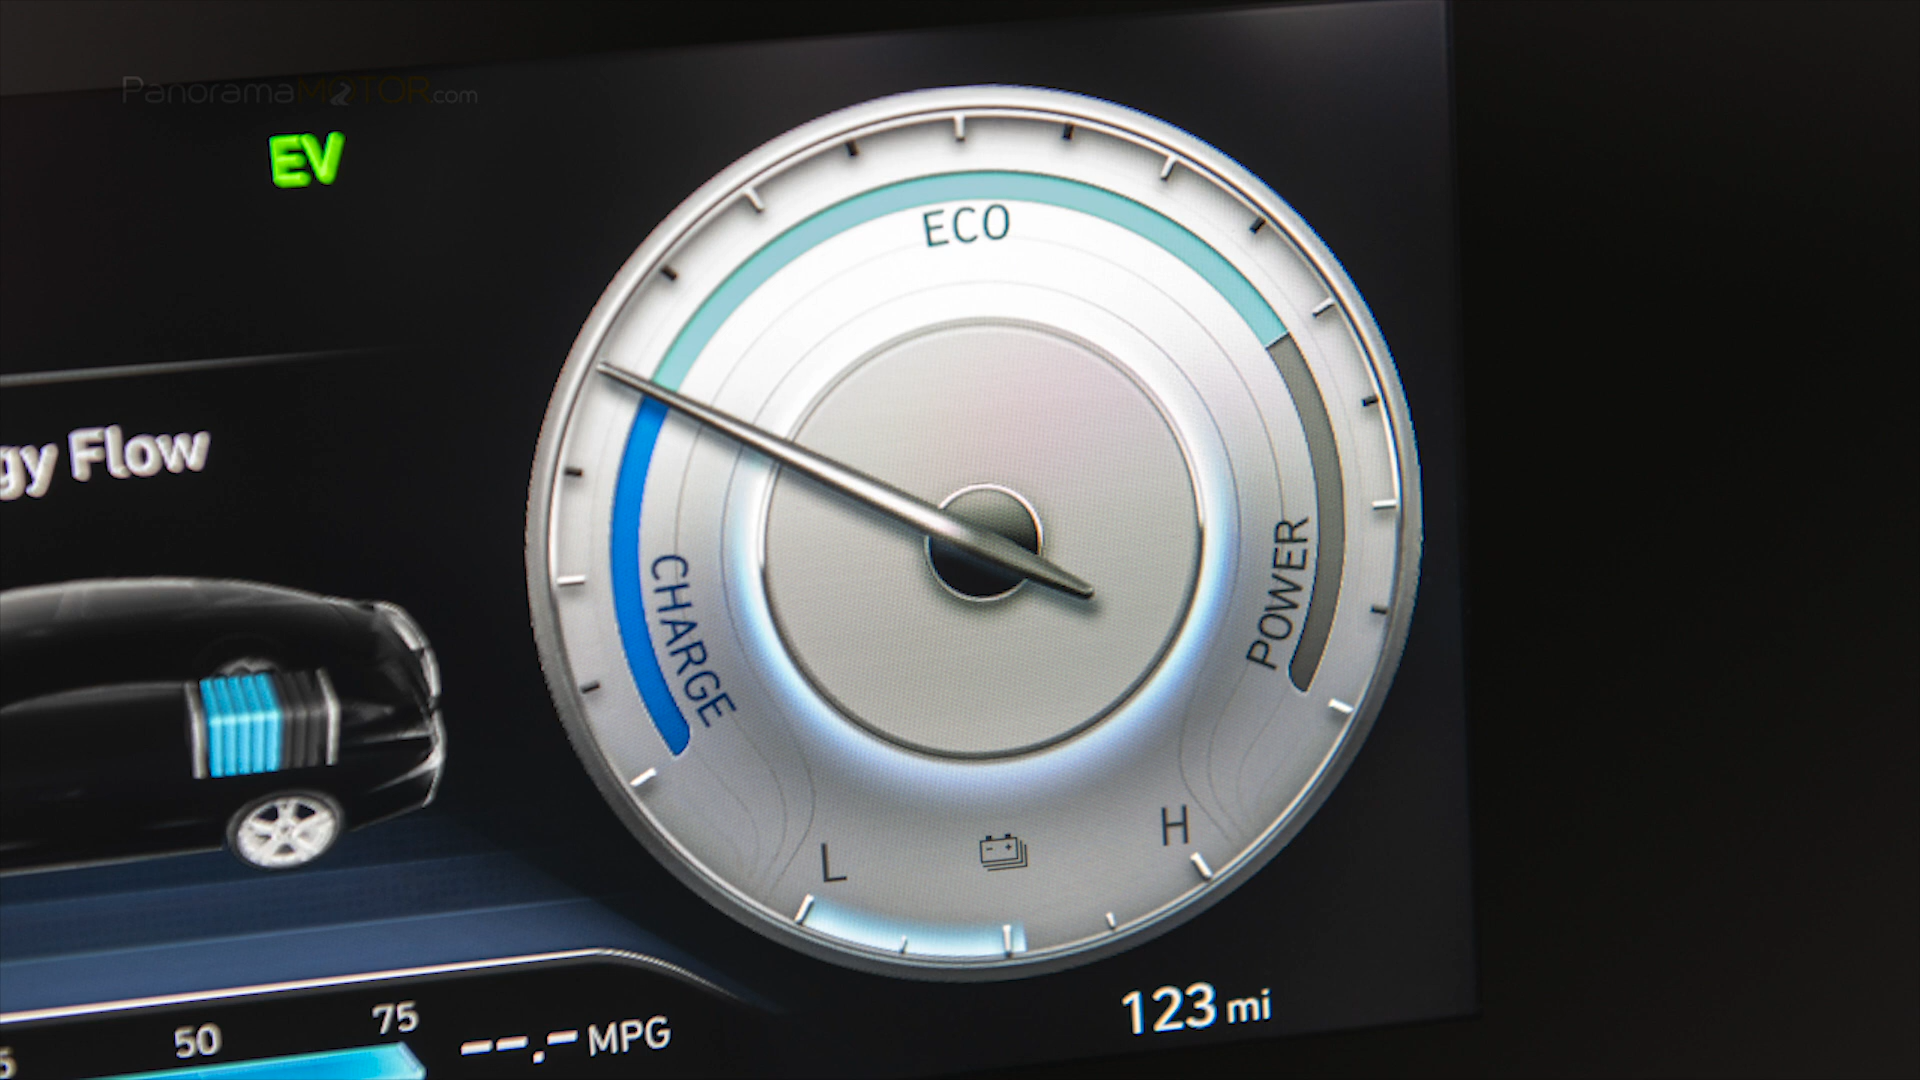 PanoramaMOTOR.com
EV
ECO
gy Flow
CHARGE
POWER
L
H
123 mi
50
75
--.- MPG